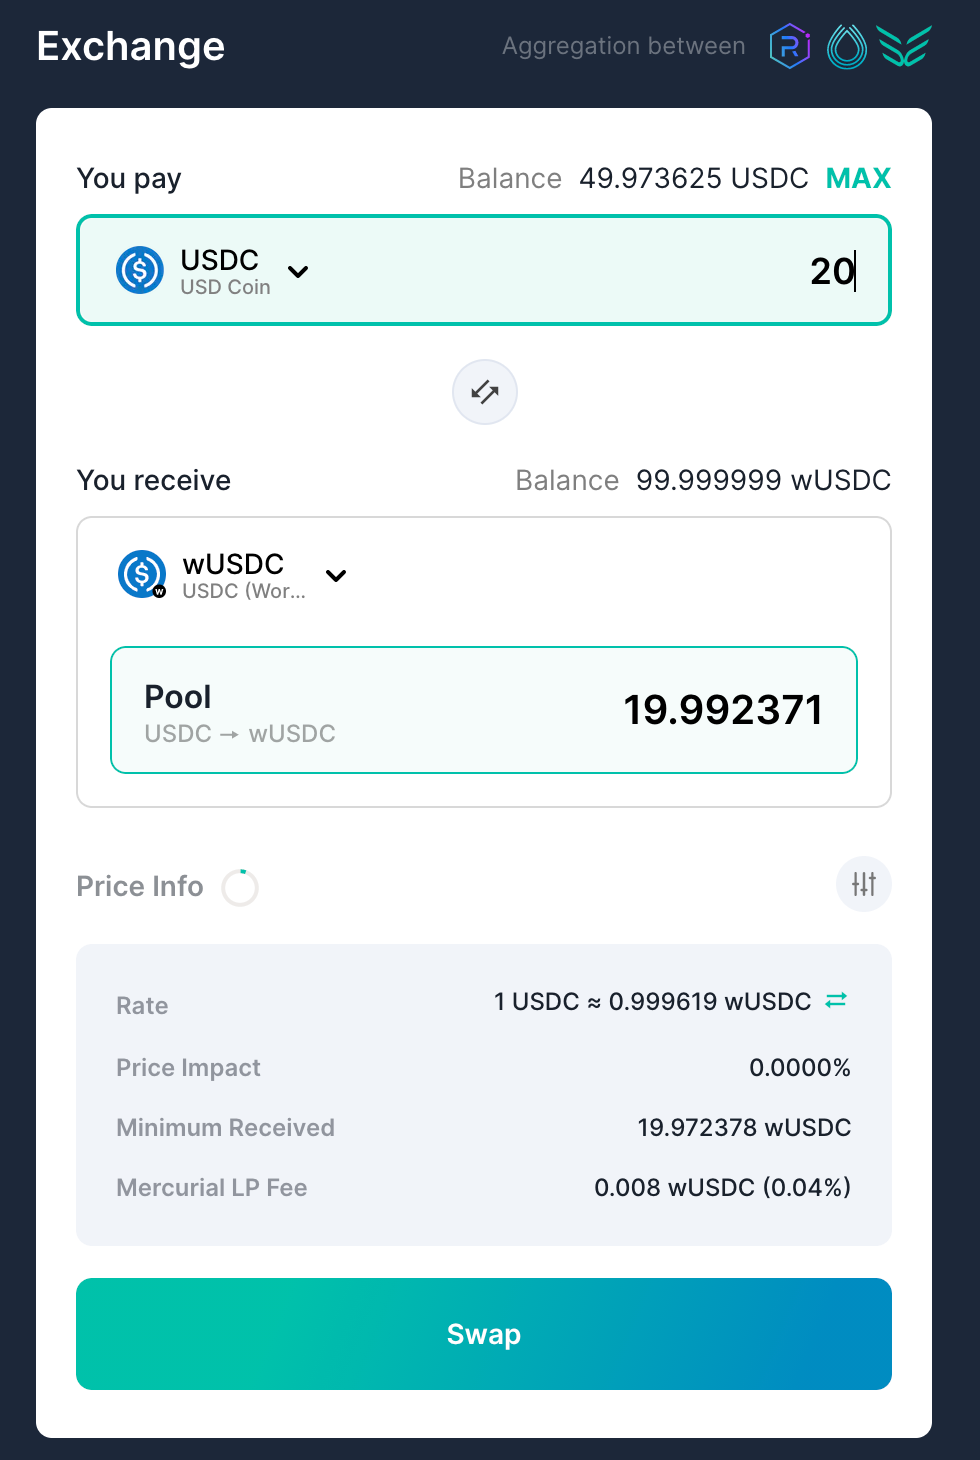 Exchange
Aggregation between
You pay
Balance 49.973625 USDC MAX
USDC
USD Coin
20
You receive
Balance 99.999999 wUSDC
wUSDC
USDC (Wor...
Pool
USDC → wUSDC
19.992371
Price Info
Rate
1 USDC ≈ 0.999619 wUSDC
Price Impact
0.0000%
Minimum Received
19.972378 wUSDC
Mercurial LP Fee
0.008 wUSDC (0.04%)
Swap